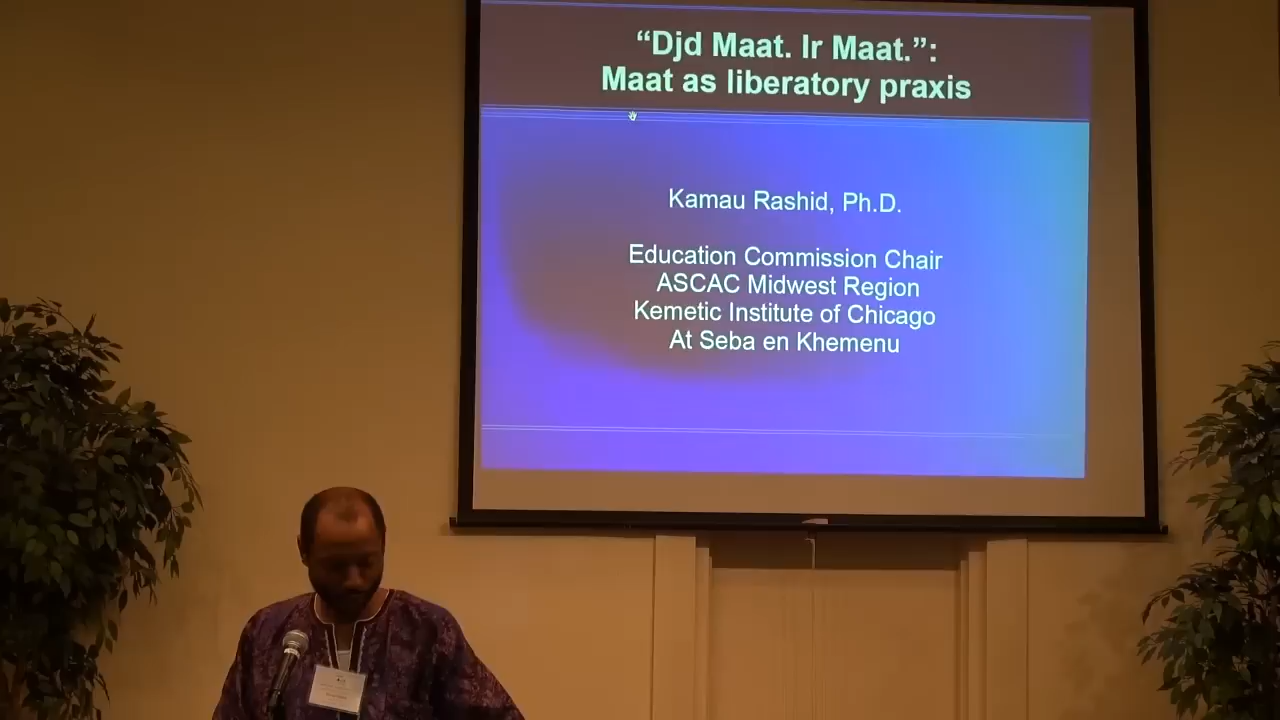 “Djd Maat. Ir Maat.”:
Maat as liberatory praxis
Kamau Rashid, Ph.D.
Education Commission Chair
ASCAC Midwest Region
Kemetic Institute of Chicago
At Seba en Khemenu